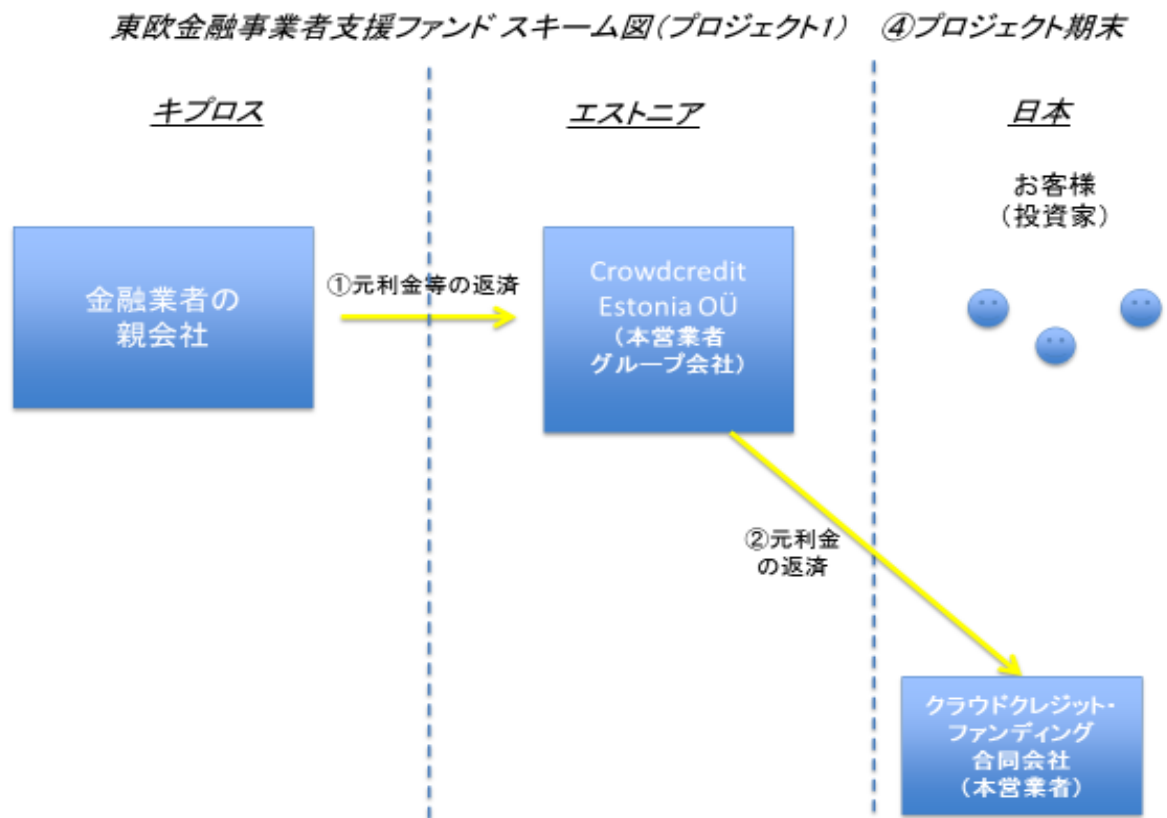 東欧金融事業者支援ファンド スキーム図(プロジェクト1) ④プロジェクト期末
キプロス
エストニア
日本
お客様
(投資家)
金融業者の
親会社
①元利金等の返済
Crowdcredit
Estonia OÜ
(本営業者
グループ会社)
②元利金
の返済
クラウドクレジット・
ファンディング
合同会社
(本営業者)